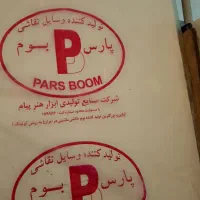 تولید کننده وسایل نقاشی
پارس بوم
PARS BOOM
شرکت صنایع تولیدی ابزار هنر پیام
تولید کننده وسایل نقاشی
پارس بوم